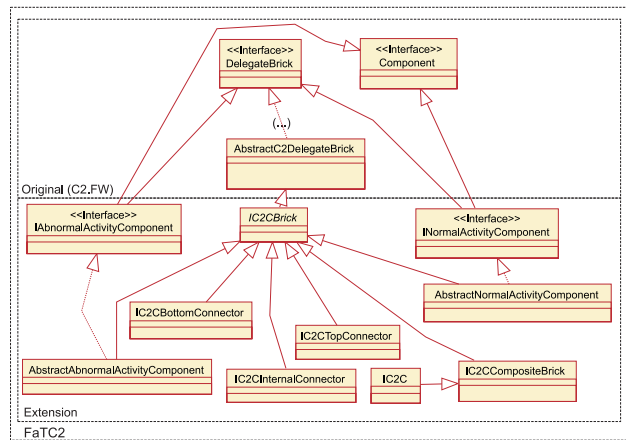 <<Interface>>
DelegateBrick
<<Interface>>
Component
(...)
AbstractC2DelegateBrick
Original (C2.FW)
<<Interface>>
IAbnormalActivityComponent
IC2CBrick
<<Interface>>
INormalActivityComponent
AbstractNormalActivityComponent
IC2CBottomConnector
IC2CTopConnector
AbstractAbnormalActivityComponent
IC2CInternalConnector
IC2C
IC2CCompositeBrick
Extension
FaTC2